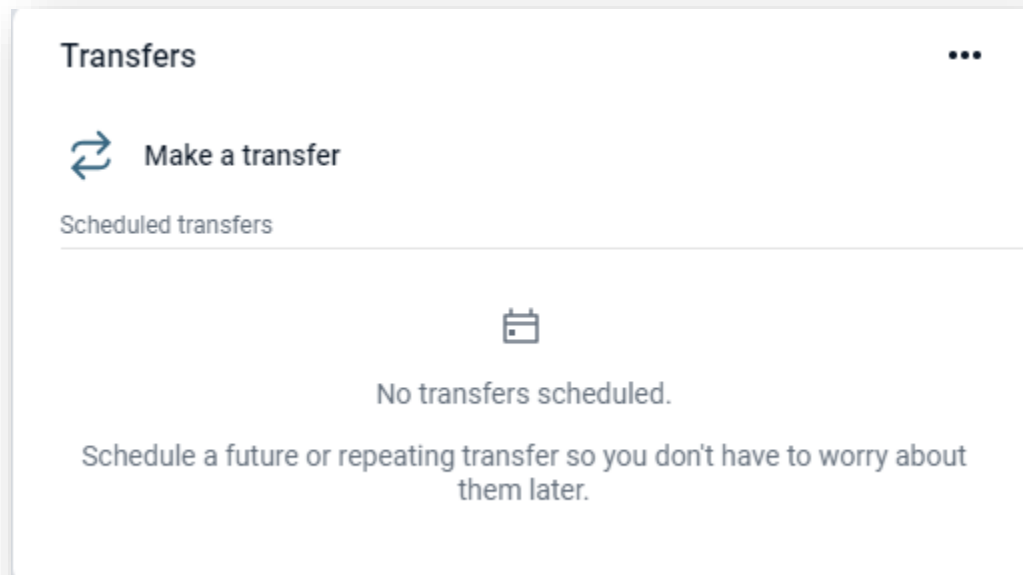 Transfers
Make a transfer
Scheduled transfers
No transfers scheduled.
Schedule a future or repeating transfer so you don't have to worry about
them later.